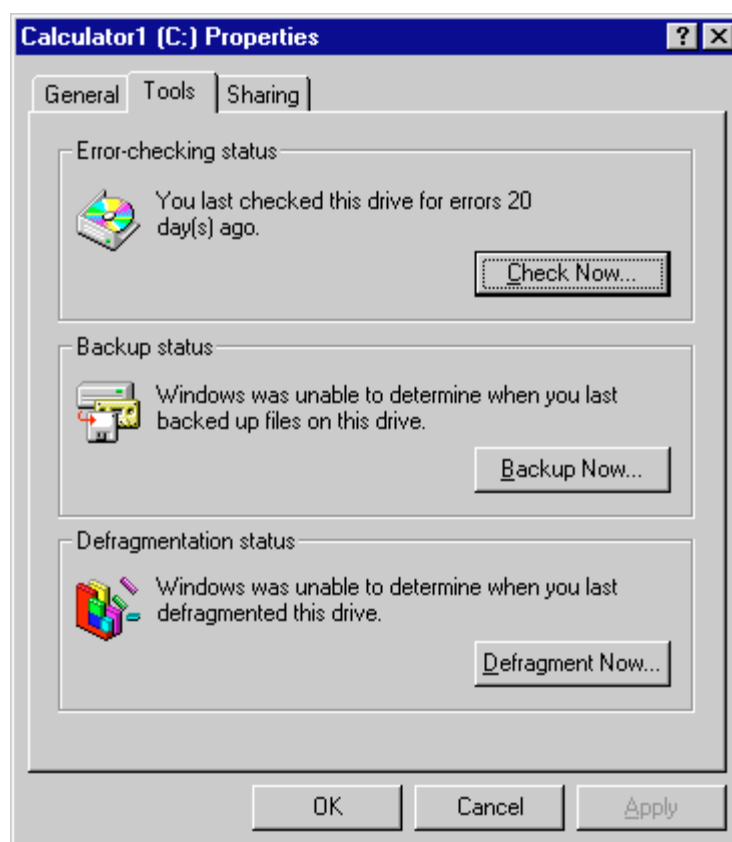 Calculator1 (C:) Properties
General Tools Sharing
Error-checking status
You last checked this drive for errors 20
day(s) ago.
Check Now...
Backup status
Windows was unable to determine when you last
backed up files on this drive.
Backup Now...
Defragmentation status
Windows was unable to determine when you last
defragmented this drive.
Defragment Now...
OK Cancel Apply